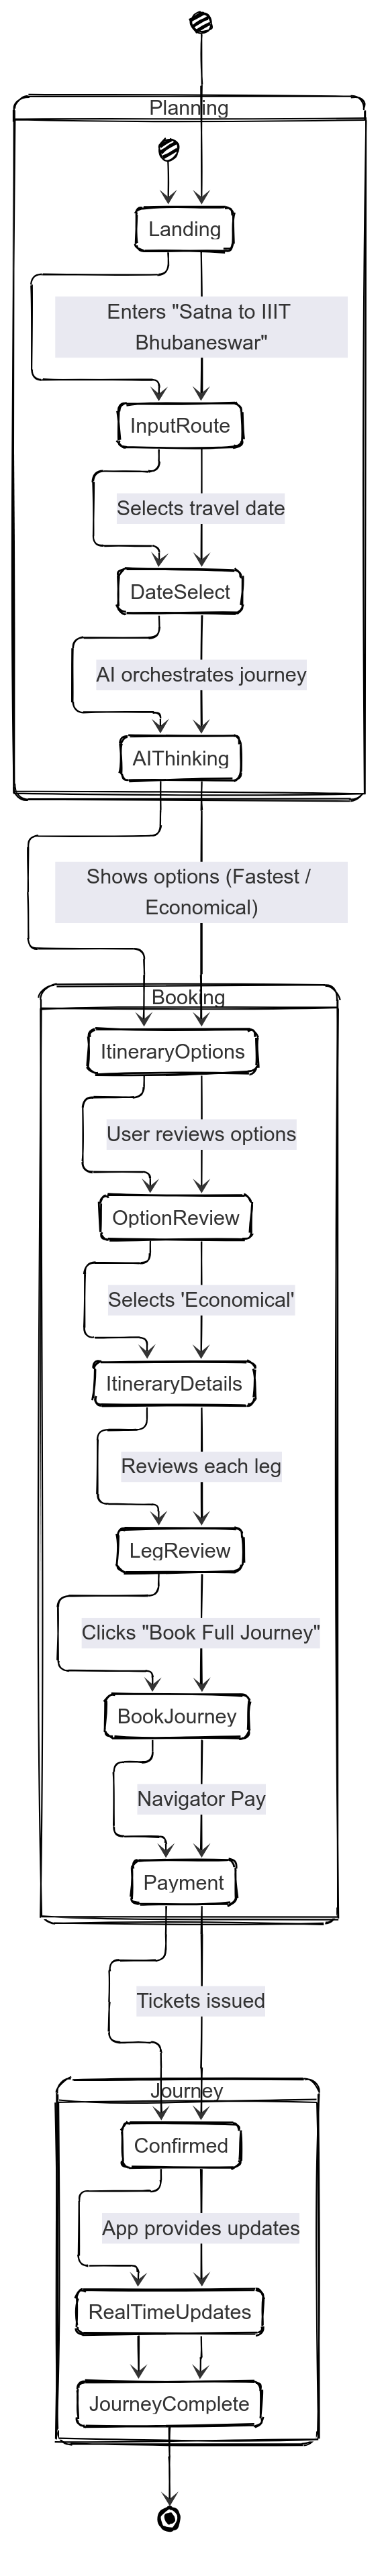 Planning
Landing
Enters "Satna to IIIT
Bhubaneswar"
InputRoute
Selects travel date
DateSelect
AI orchestrates journey
AIThinking
Shows options (Fastest /
Economical)
Booking
ItineraryOptions
User reviews options
OptionReview
Selects 'Economical'
ItineraryDetails
Reviews each leg
LegReview
Clicks "Book Full Journey"
BookJourney
Navigator Pay
Payment
Tickets issued
Journey
Confirmed
App provides updates
RealTimeUpdates
JourneyComplete